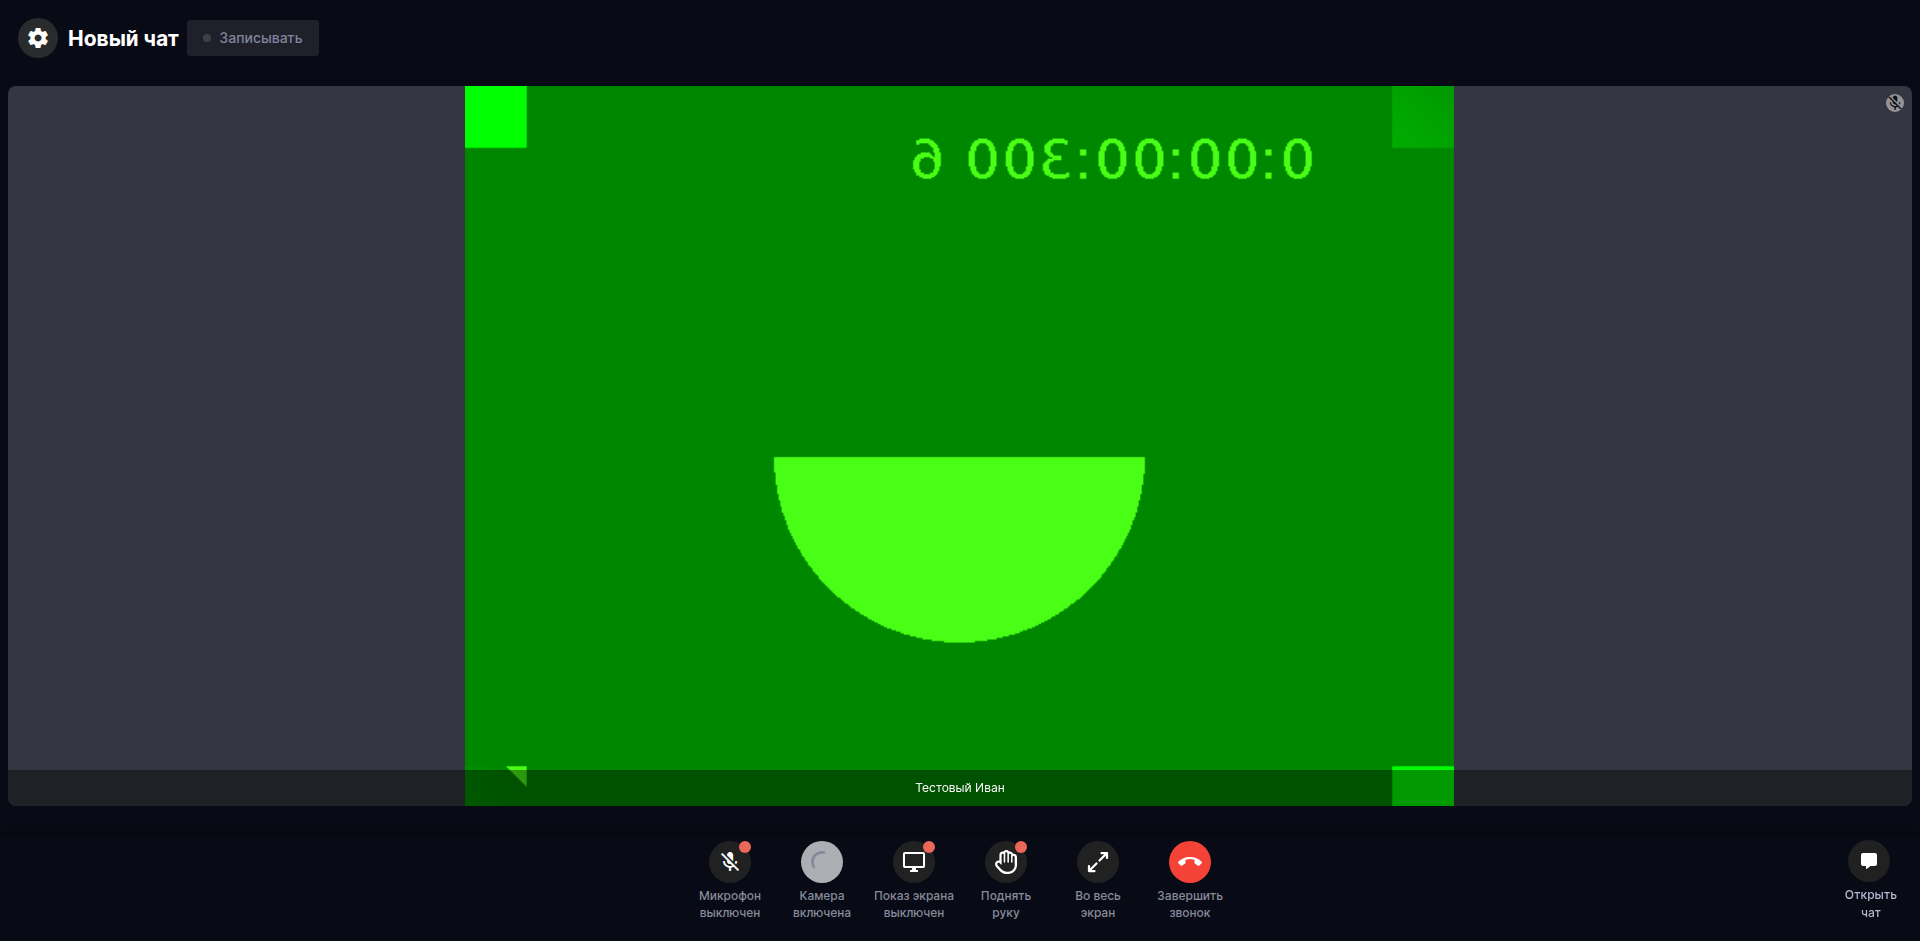 Новый чат
Записывать
0:00:00:300 6
Тестовый Иван
Микрофон
выключен
Камера
включена
Показ экрана
выключен
Поднять
руку
Во весь
экран
Завершить
звонок
Открыть
чат